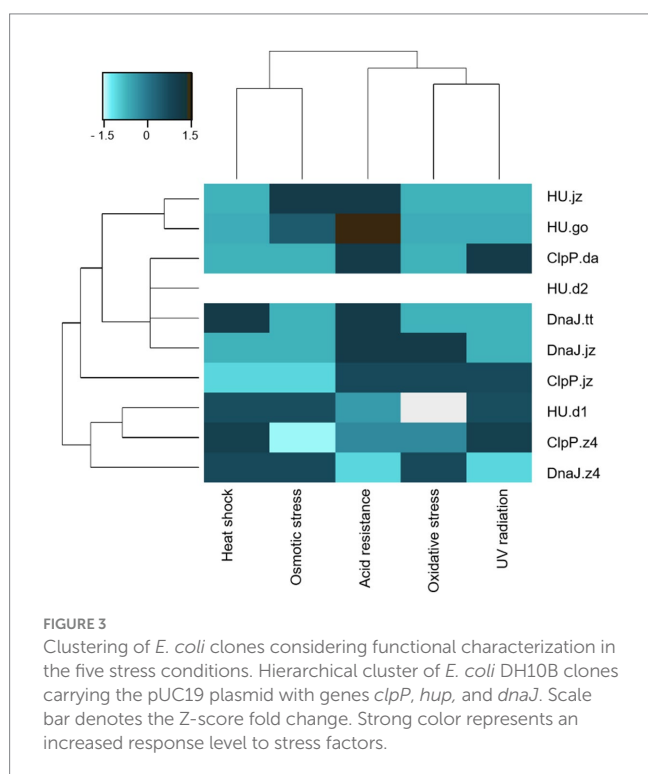 - 1.5 0 1.5
HU.jz
HU.go
ClpP.da
HU.d2
DnaJ.tt
DnaJ.jz
ClpP.jz
HU.d1
ClpP.z4
DnaJ.z4
Heat shock
Osmotic stress
Acid resistance
Oxidative stress
UV radiation
FIGURE 3
Clustering of E. coli clones considering functional characterization in
the five stress conditions. Hierarchical cluster of E. coli DH10B clones
carrying the pUC19 plasmid with genes clpP, hup, and dnaJ. Scale
bar denotes the Z-score fold change. Strong color represents an
increased response level to stress factors.